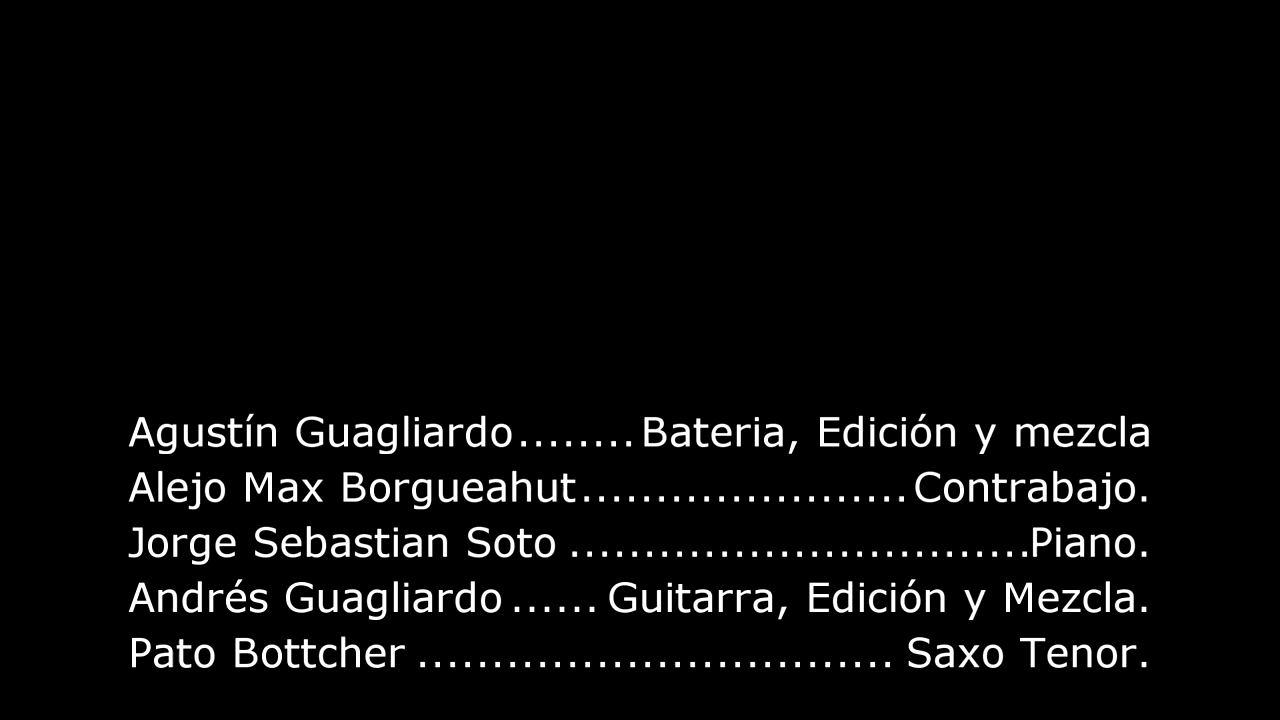 Agustín Guagliardo........Bateria, Edición y mezcla
Alejo Max Borgueahut......................Contrabajo.
Jorge Sebastian Soto ...............................Piano.
Andrés Guagliardo...... Guitarra, Edición y Mezcla.
Pato Bottcher ................................ Saxo Tenor.